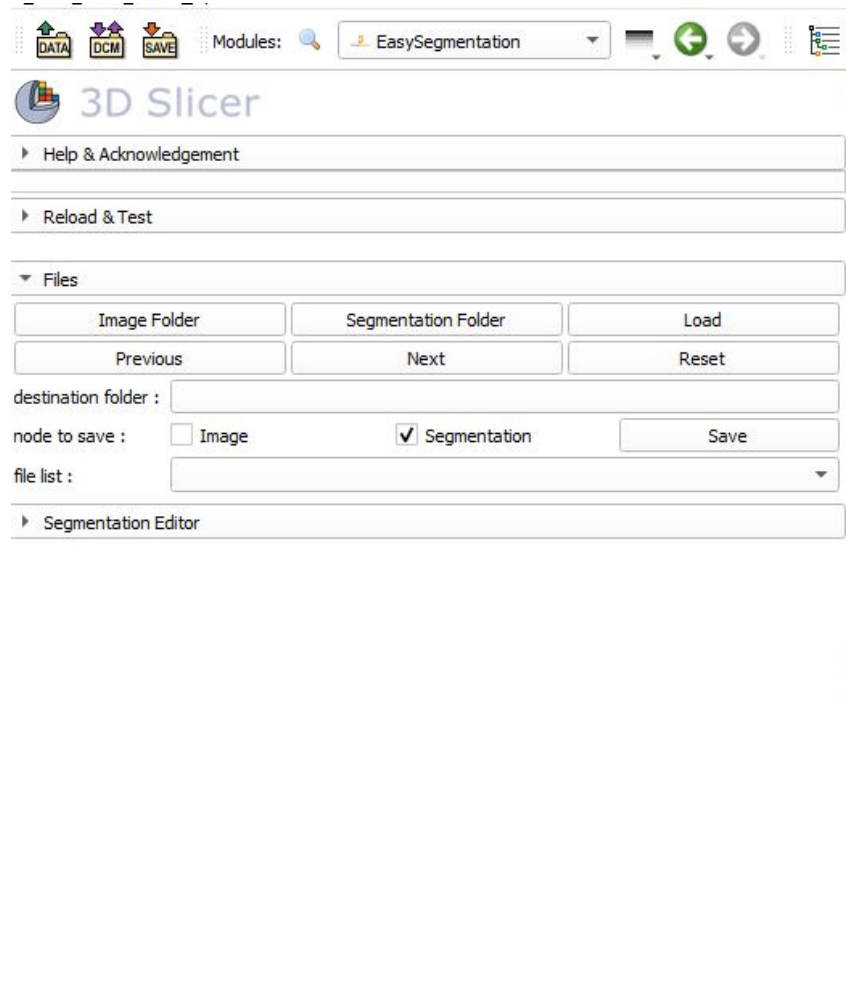 DATA DCM SAVE Modules: EasySegmentation
3D Slicer
Help & Acknowledgement
Reload & Test
Files
Image Folder Segmentation Folder Load
Previous Next Reset
destination folder :
node to save : Image Segmentation Save
file list :
Segmentation Editor